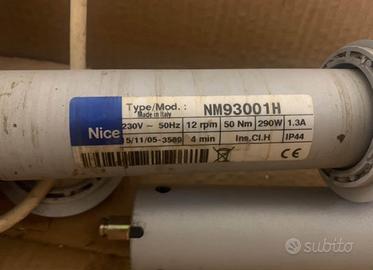 Type/Mod.: NM93001H
Made in Italy
Nice
230V ~ 50Hz 12 rpm 50 Nm 290W 1.3A
15/11/05-3589 4 min Ins.Cl.H IP44
CE
subito